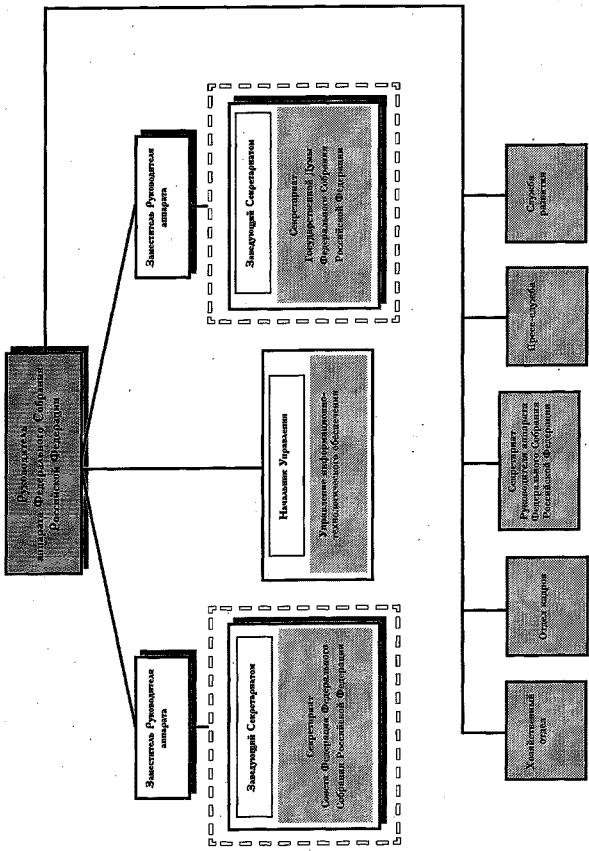 Руководитель
аппарата Федерального Собрания
Российской Федерации
Заместитель Руководителя
аппарата
Заместитель Руководителя
аппарата
Заведующий Секретариатом
Секретариат
Совета Федерации Федерального
Собрания Российской Федерации
Начальник Управления
Управление информационно-
технологического обеспечения
Заведующий Секретариатом
Секретариат
Государственной Думы
Федерального Собрания
Российской Федерации
Хозяйственный
отдел
Отдел кадров
Секретариат
Руководителя аппарата
Федерального Собрания
Российской Федерации
Пресс-служба
Служба
развития